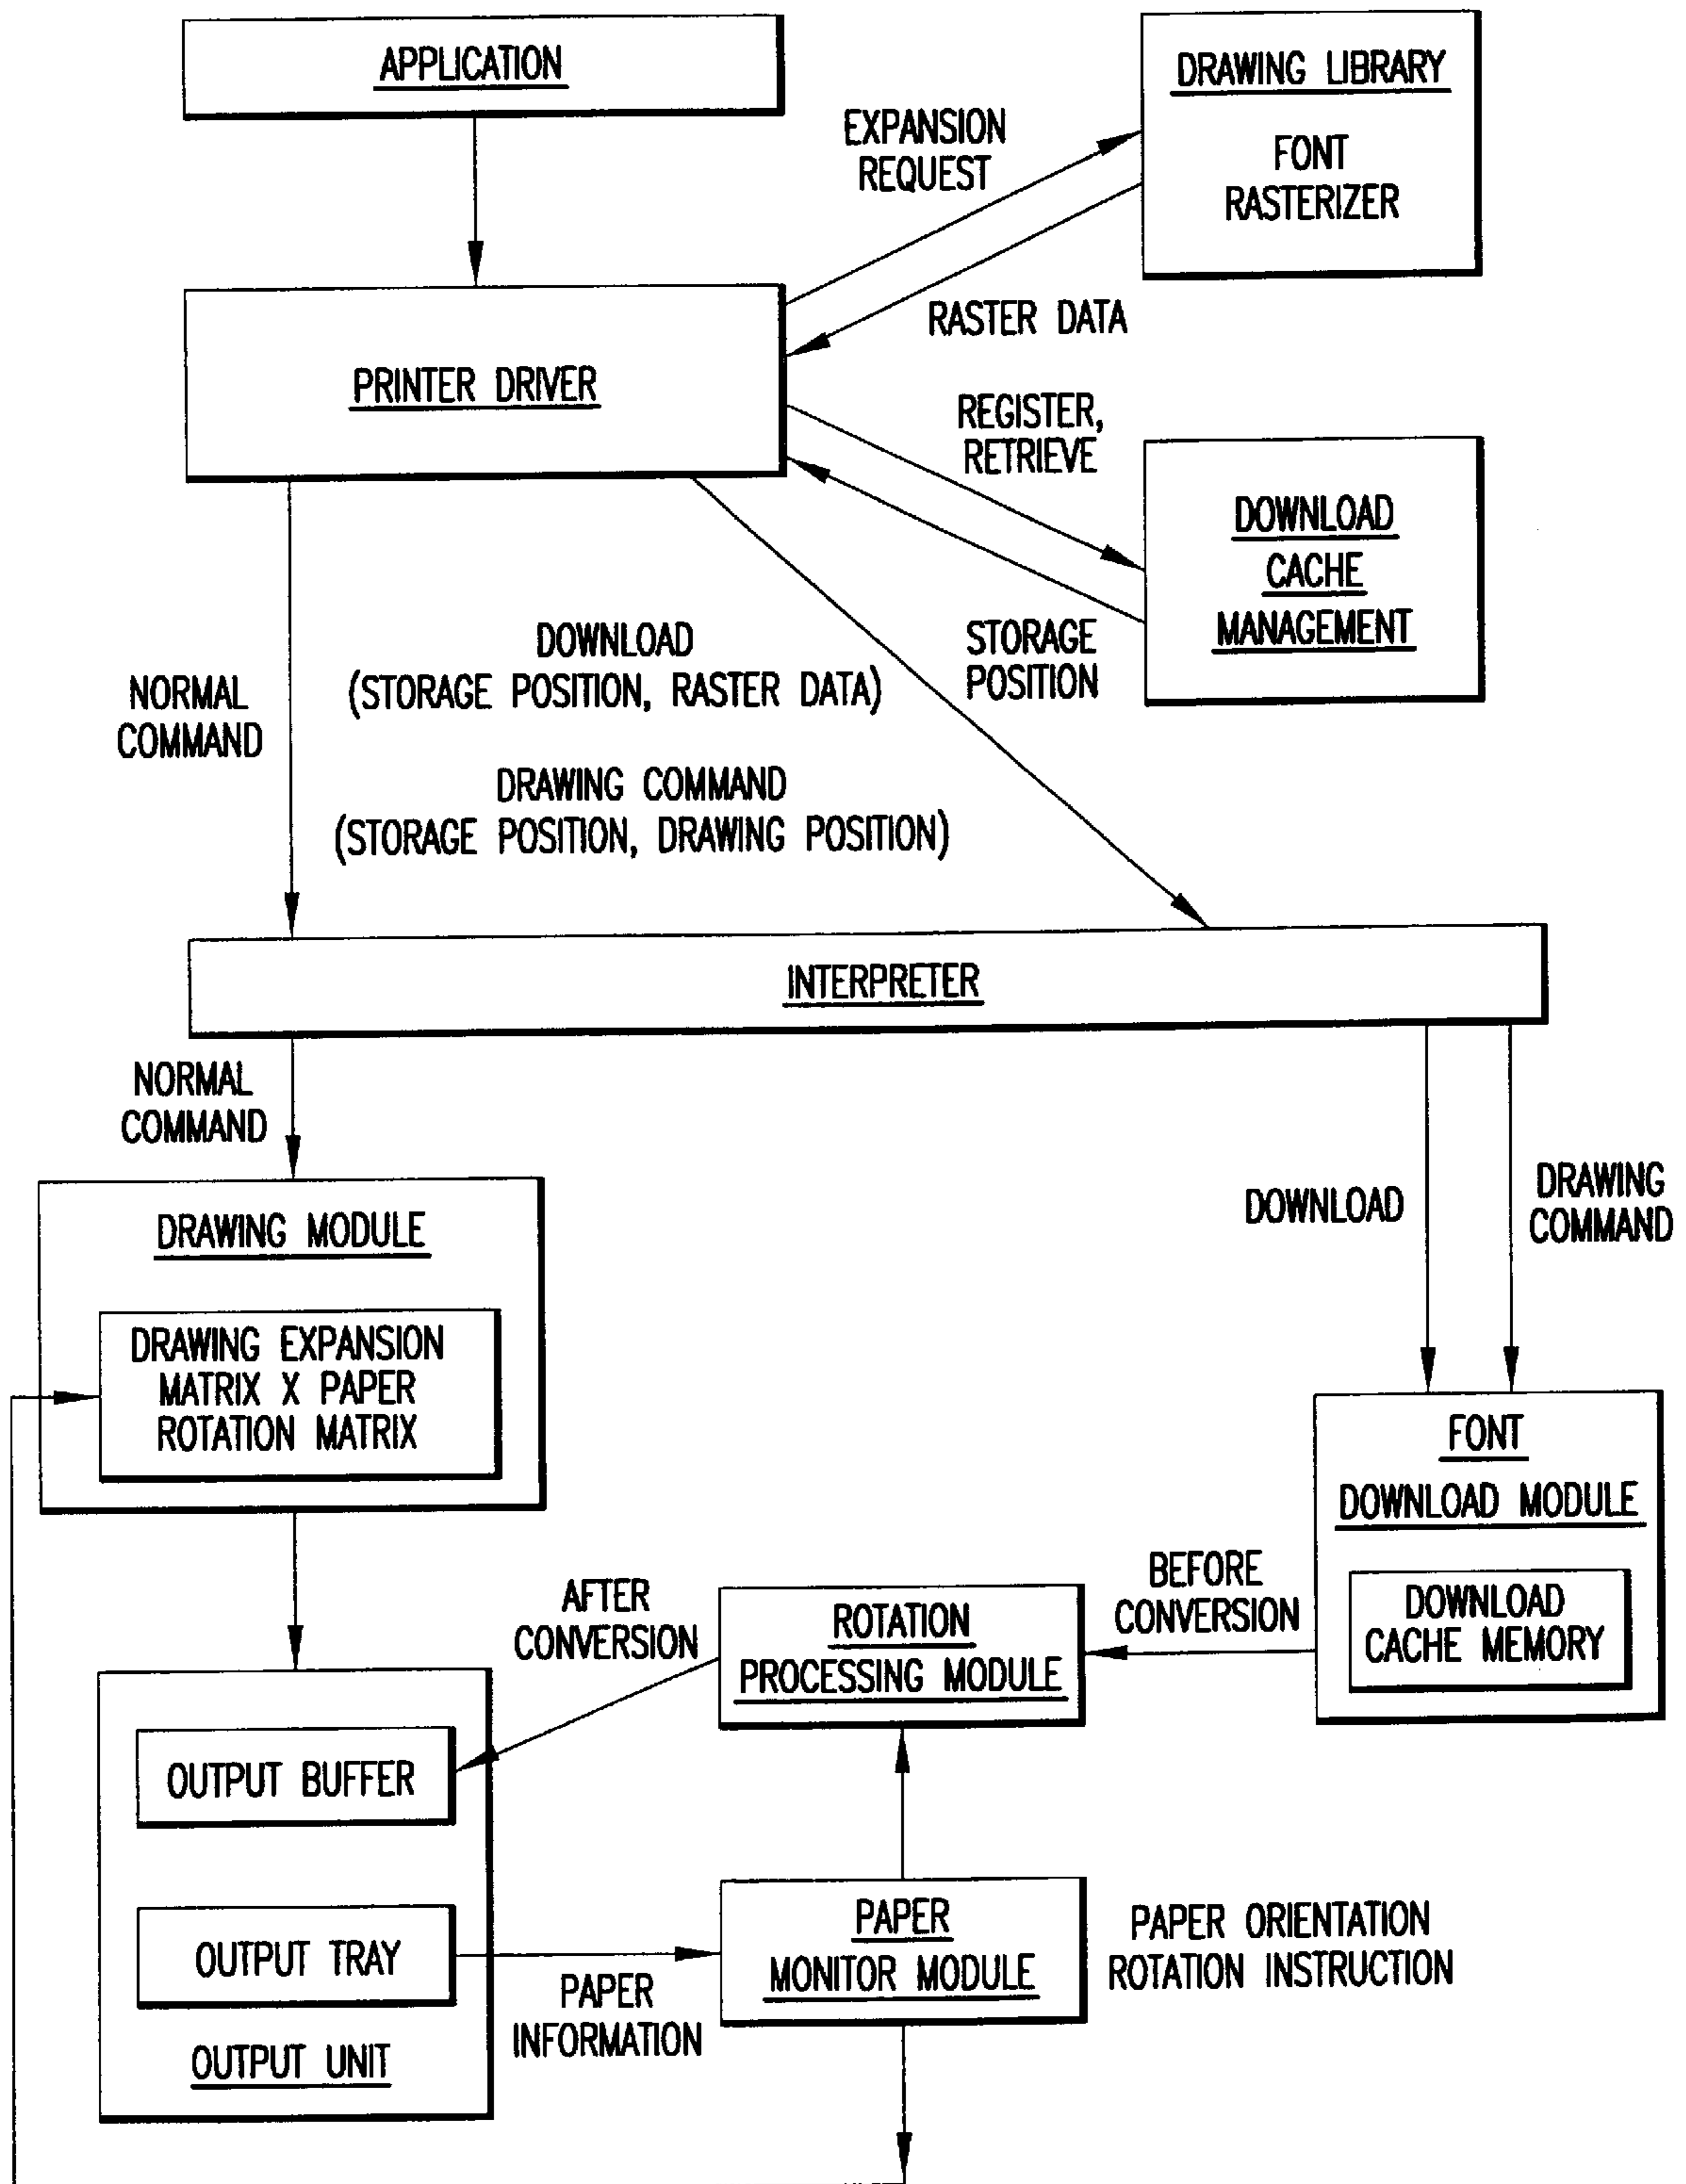 APPLICATION
DRAWING LIBRARY
FONT
RASTERIZER
EXPANSION
REQUEST
RASTER DATA
PRINTER DRIVER
REGISTER,
RETRIEVE
DOWNLOAD
CACHE
MANAGEMENT
STORAGE
POSITION
NORMAL
COMMAND
DOWNLOAD
(STORAGE POSITION, RASTER DATA)
DRAWING COMMAND
(STORAGE POSITION, DRAWING POSITION)
INTERPRETER
NORMAL
COMMAND
DOWNLOAD
DRAWING
COMMAND
DRAWING MODULE
DRAWING EXPANSION
MATRIX X PAPER
ROTATION MATRIX
FONT
DOWNLOAD MODULE
DOWNLOAD
CACHE MEMORY
BEFORE
CONVERSION
ROTATION
PROCESSING MODULE
AFTER
CONVERSION
OUTPUT BUFFER
OUTPUT TRAY
OUTPUT UNIT
PAPER
INFORMATION
PAPER
MONITOR MODULE
PAPER ORIENTATION
ROTATION INSTRUCTION